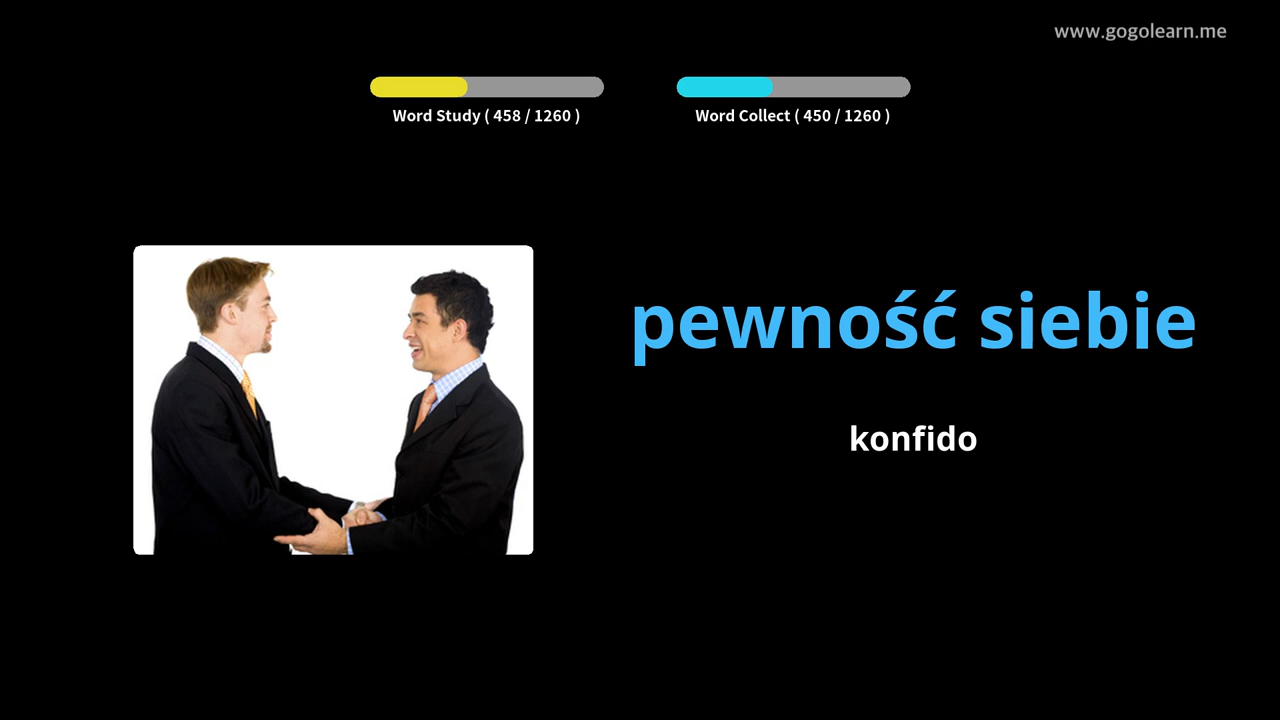 www.gogolearn.me
Word Study ( 458 / 1260 )
Word Collect ( 450 / 1260 )
pewność siebie
konfido